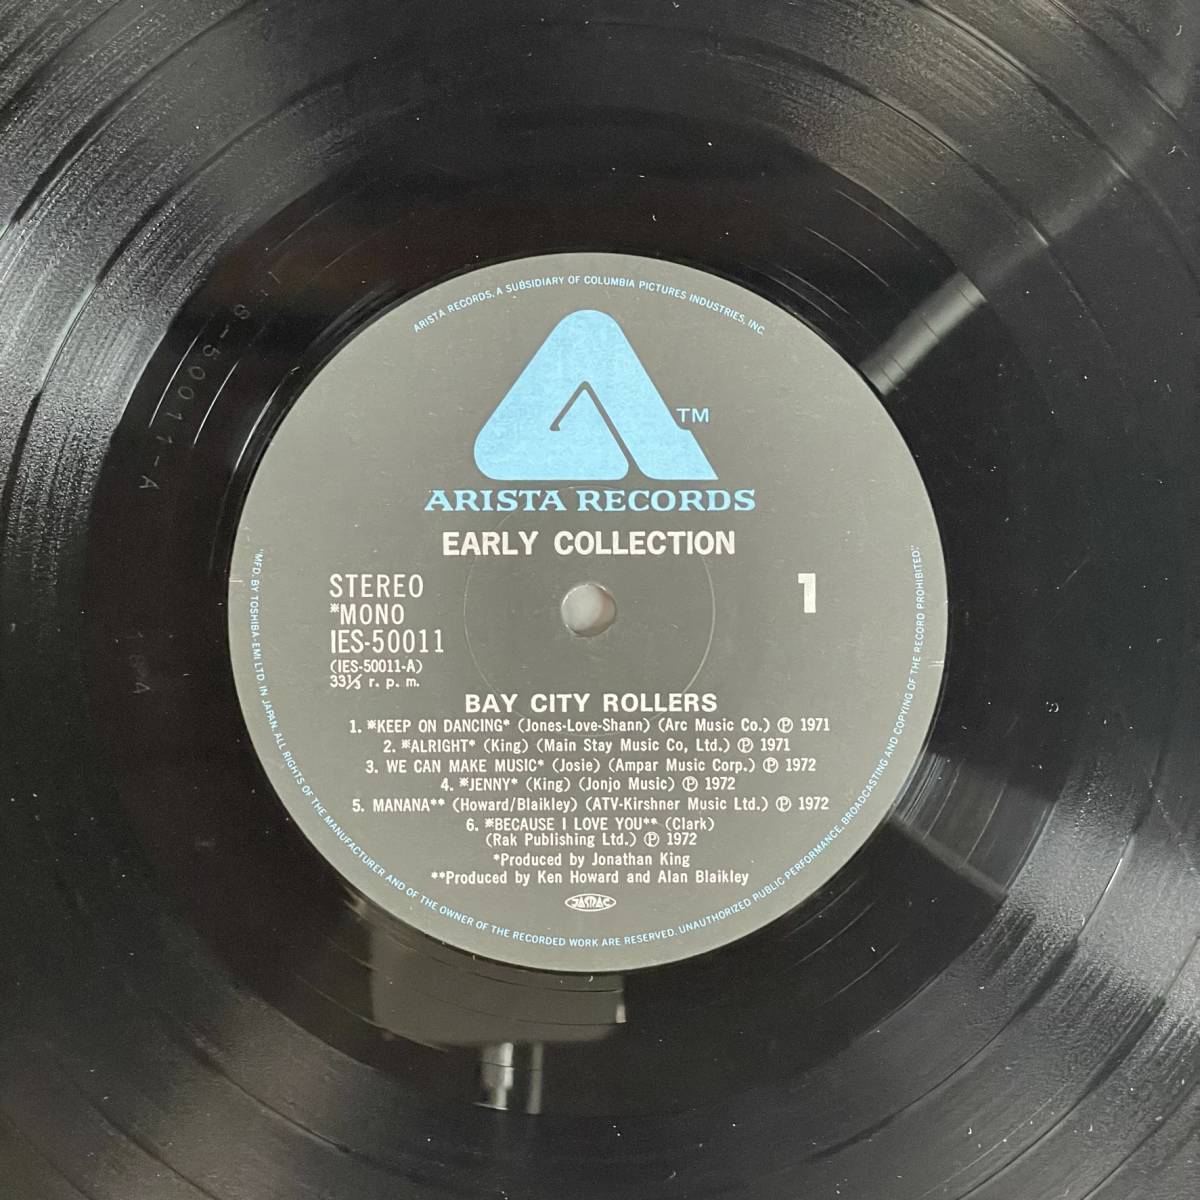 ARISTA RECORDS, A SUBSIDIARY OF COLUMBIA PICTURES INDUSTRIES, INC.
TM
ARISTA RECORDS
EARLY COLLECTION
STEREO
*MONO
IES-50011
(IES-50011-A)
33⅓ r. p. m.
1
BAY CITY ROLLERS
1. *KEEP ON DANCING* (Jones-Love-Shann) (Arc Music Co.) Ⓟ 1971
2. *ALRIGHT* (King) (Main Stay Music Co, Ltd.) Ⓟ 1971
3. WE CAN MAKE MUSIC* (Josie) (Ampar Music Corp.) Ⓟ 1972
4. *JENNY* (King) (Jonjo Music) Ⓟ 1972
5. MANANA** (Howard/Blaikley) (ATV-Kirshner Music Ltd.) Ⓟ 1972
6. *BECAUSE I LOVE YOU** (Clark)
(Rak Publishing Ltd.) Ⓟ 1972
*Produced by Jonathan King
**Produced by Ken Howard and Alan Blaikley
JASRAC
"MFD. BY TOSHIBA-EMI LTD. IN JAPAN. ALL RIGHTS OF THE MANUFACTURER AND OF THE OWNER OF THE RECORDED WORK ARE RESERVED. UNAUTHORIZED PUBLIC PERFORMANCE, BROADCASTING AND COPYING OF THE RECORD PROHIBITED."
S-50011-A